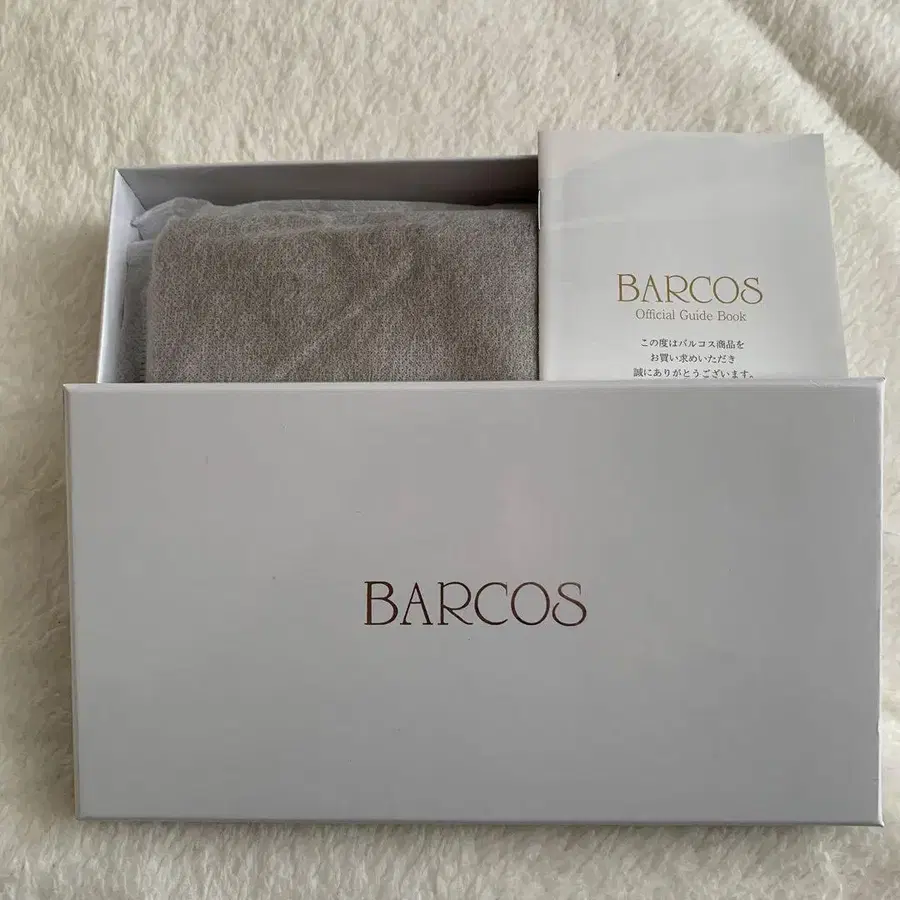 BARCOS
Official Guide Book
この度はバルコス商品を
お買い求めいただき
誠にありがとうございます。
BARCOS